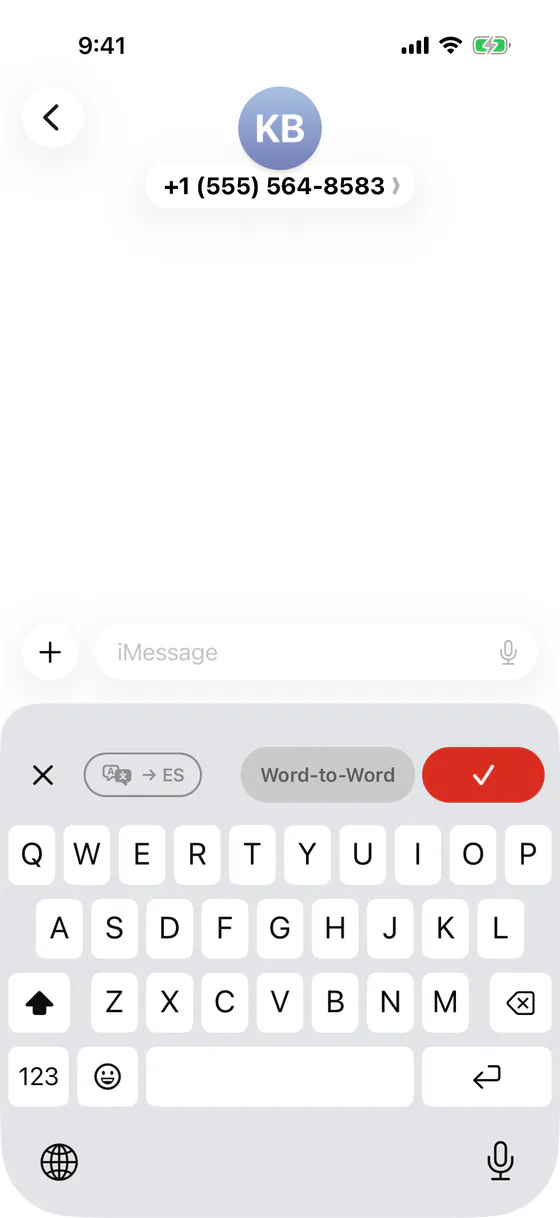 9:41
KB
+1 (555) 564-8583
iMessage
→ ES
Word-to-Word
Q W E R T Y U I O P
A S D F G H J K L
Z X C V B N M
123